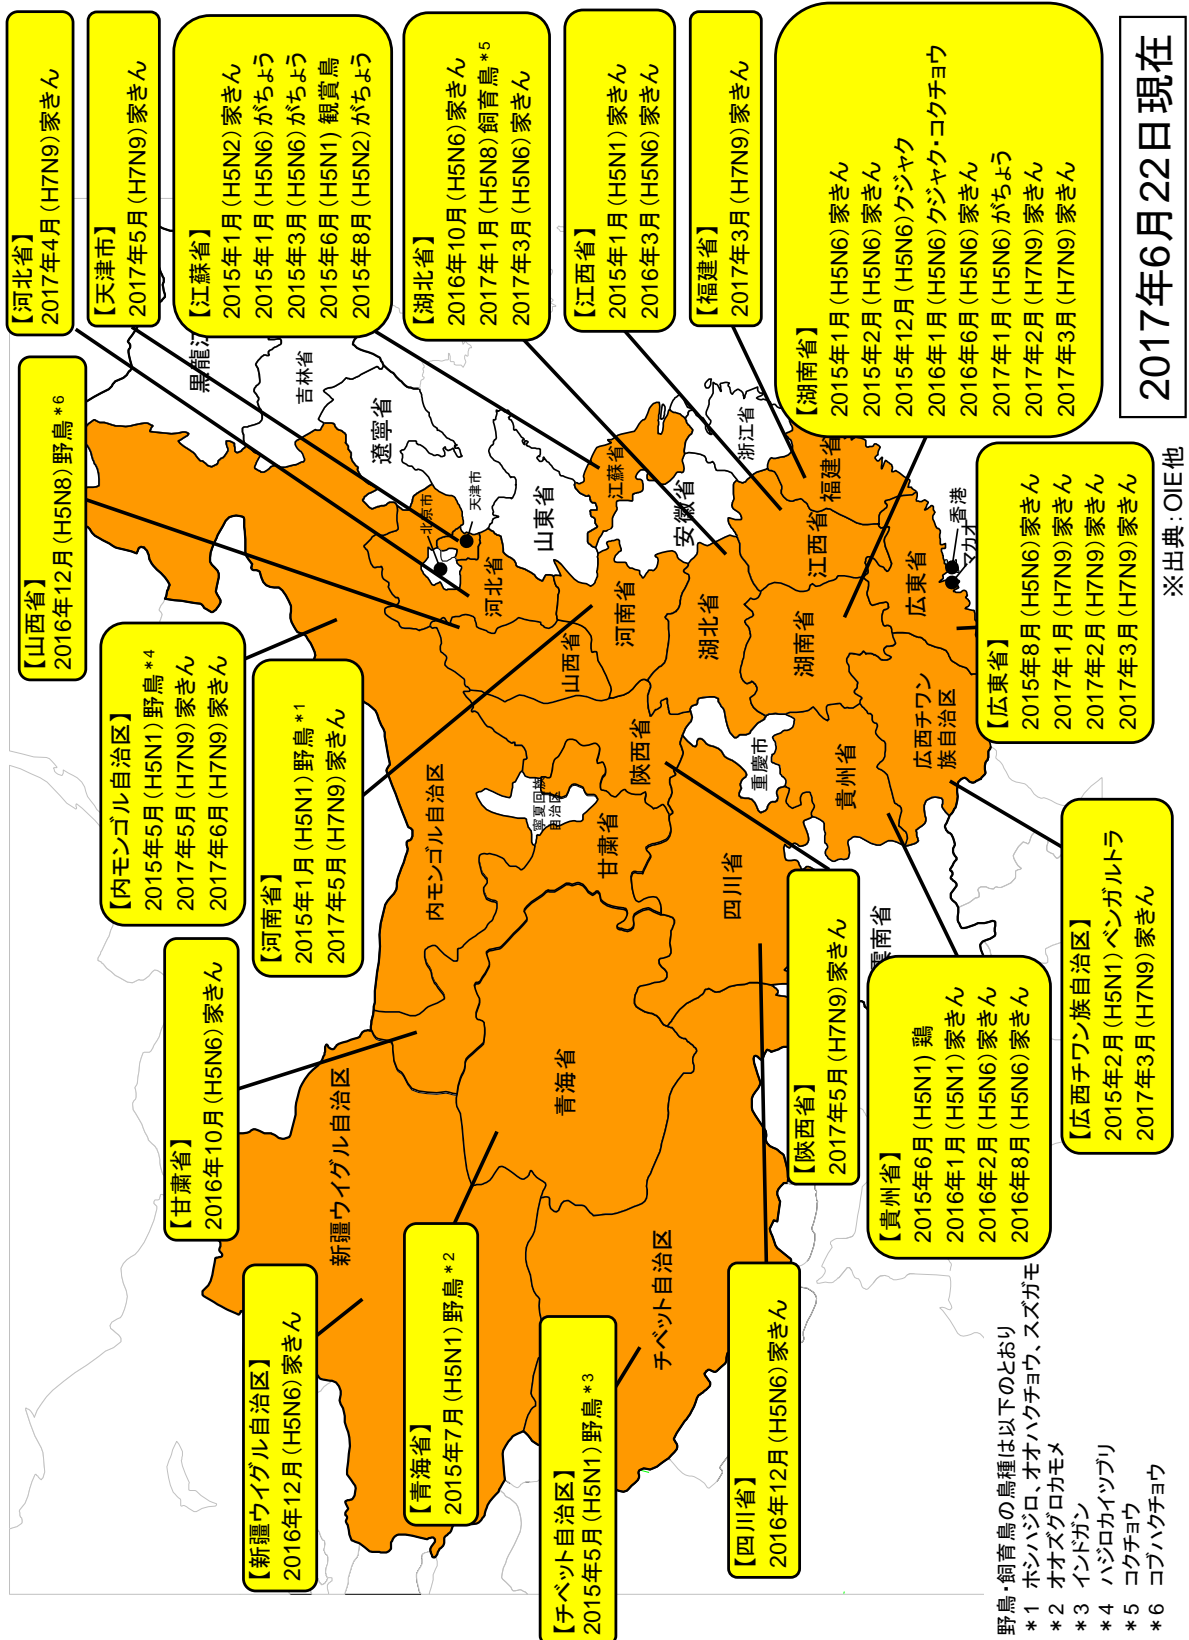 【新疆ウイグル自治区】
2016年12月(H5N6)家きん
【甘粛省】
2016年10月(H5N6)家きん
【内モンゴル自治区】
2015年5月(H5N1)野鳥*4
2017年5月(H7N9)家きん
2017年6月(H7N9)家きん
【山西省】
2016年12月(H5N8)野鳥*6
【河北省】
2017年4月(H7N9)家きん
【天津市】
2017年5月(H7N9)家きん
【江蘇省】
2015年1月(H5N2)家きん
2015年1月(H5N6)がちょう
2015年3月(H5N6)がちょう
2015年6月(H5N1)観賞鳥
2015年8月(H5N2)がちょう
【河南省】
2015年1月(H5N1)野鳥*1
2017年5月(H7N9)家きん
【青海省】
2015年7月(H5N1)野鳥*2
【湖北省】
2016年10月(H5N6)家きん
2017年1月(H5N8)飼育鳥*5
2017年3月(H5N6)家きん
【チベット自治区】
2015年5月(H5N1)野鳥*3
【江西省】
2015年1月(H5N1)家きん
2016年3月(H5N6)家きん
【福建省】
2017年3月(H7N9)家きん
【四川省】
2016年12月(H5N6)家きん
【陝西省】
2017年5月(H7N9)家きん
【湖南省】
2015年1月(H5N6)家きん
2015年2月(H5N6)家きん
2015年12月(H5N6)クジャク
2016年1月(H5N6)クジャク・コクチョウ
2016年6月(H5N6)家きん
2017年1月(H5N6)がちょう
2017年2月(H7N9)家きん
2017年3月(H7N9)家きん
【貴州省】
2015年6月(H5N1)鶏
2016年1月(H5N1)家きん
2016年2月(H5N6)家きん
2016年8月(H5N6)家きん
【広東省】
2015年8月(H5N6)家きん
2017年1月(H7N9)家きん
2017年2月(H7N9)家きん
2017年3月(H7N9)家きん
【広西チワン族自治区】
2015年2月(H5N1)ベンガルトラ
2017年3月(H7N9)家きん
新疆ウイグル自治区
内モンゴル自治区
黒龍江
吉林省
遼寧省
北京市
天津市
河北省
山東省
山西省
河南省
陝西省
寧夏回族
自治区
甘粛省
青海省
チベット自治区
四川省
重慶市
湖北省
安徽省
江蘇省
浙江省
江西省
福建省
湖南省
貴州省
雲南省
広西チワン
族自治区
広東省
香港
マカオ
野鳥・飼育鳥の鳥種は以下のとおり
*1 ホシハジロ、オオハクチョウ、スズガモ
*2 オオズグロカモメ
*3 インドガン
*4 ハジロカイツブリ
*5 コクチョウ
*6 コブハクチョウ
2017年6月22日現在
※出典:OIE他